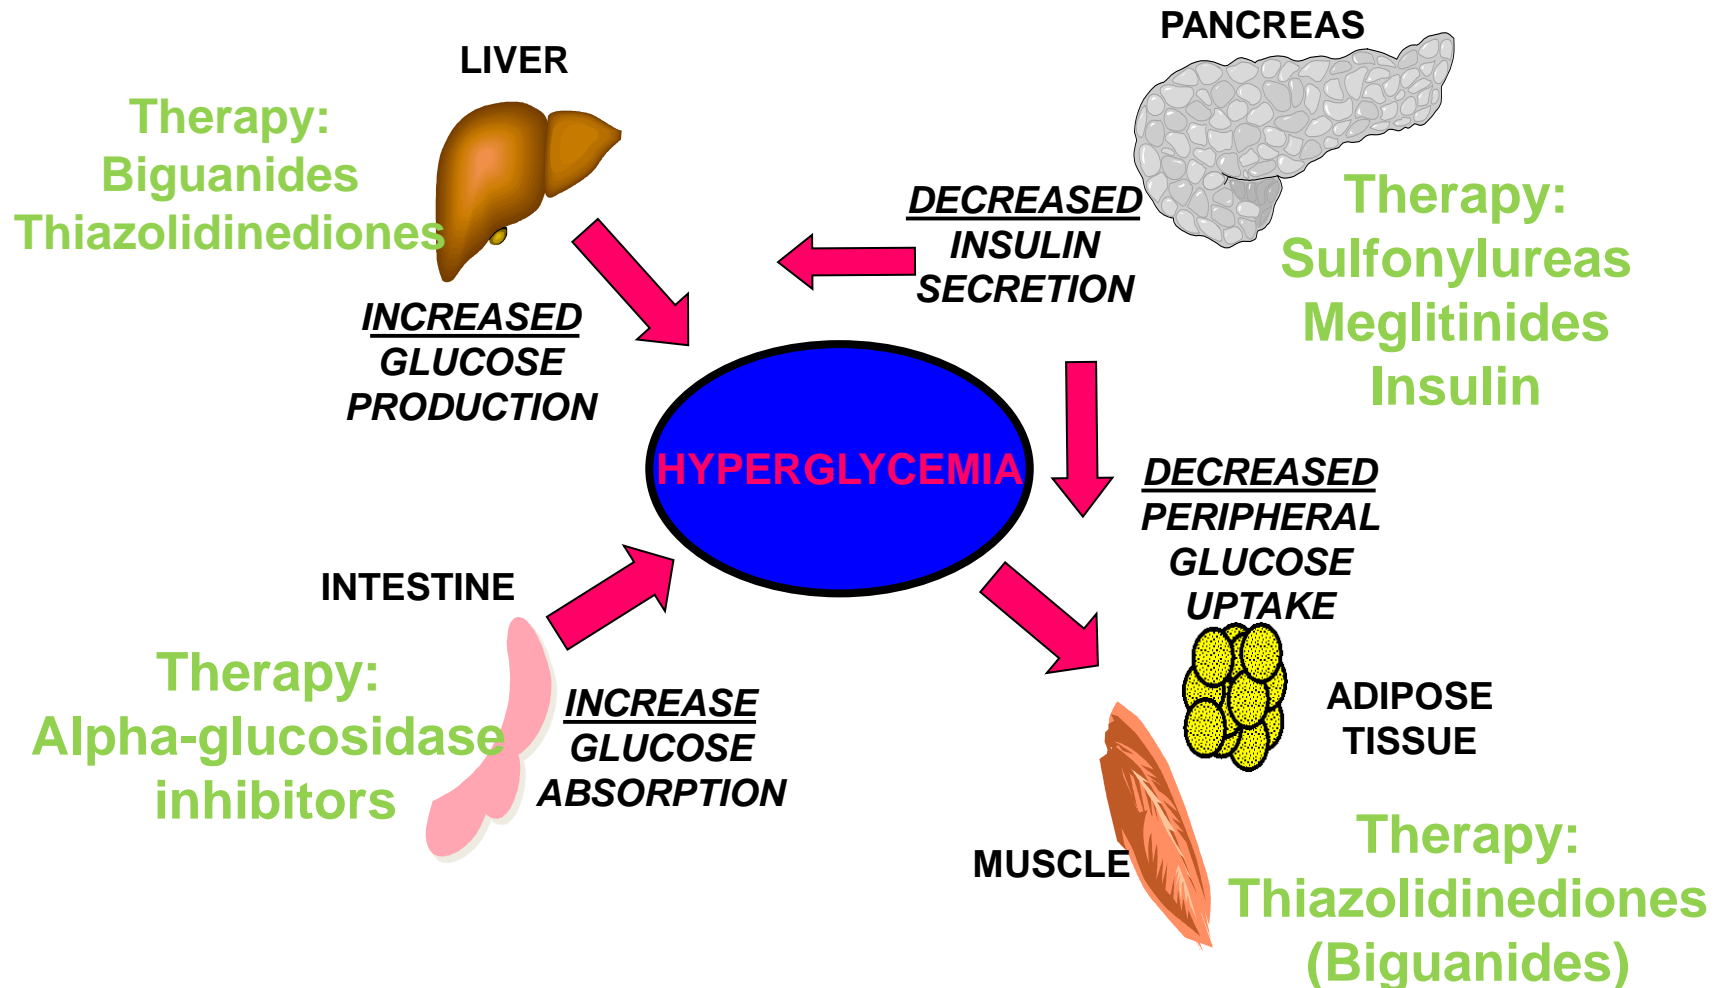 LIVER
Therapy:
Biguanides
Thiazolidinediones
INCREASED
GLUCOSE
PRODUCTION
PANCREAS
DECREASED
INSULIN
SECRETION
Therapy:
Sulfonylureas
Meglitinides
Insulin
HYPERGLYCEMIA
DECREASED
PERIPHERAL
GLUCOSE
UPTAKE
INTESTINE
Therapy:
Alpha-glucosidase
inhibitors
INCREASE
GLUCOSE
ABSORPTION
ADIPOSE
TISSUE
MUSCLE
Therapy:
Thiazolidinediones
(Biguanides)